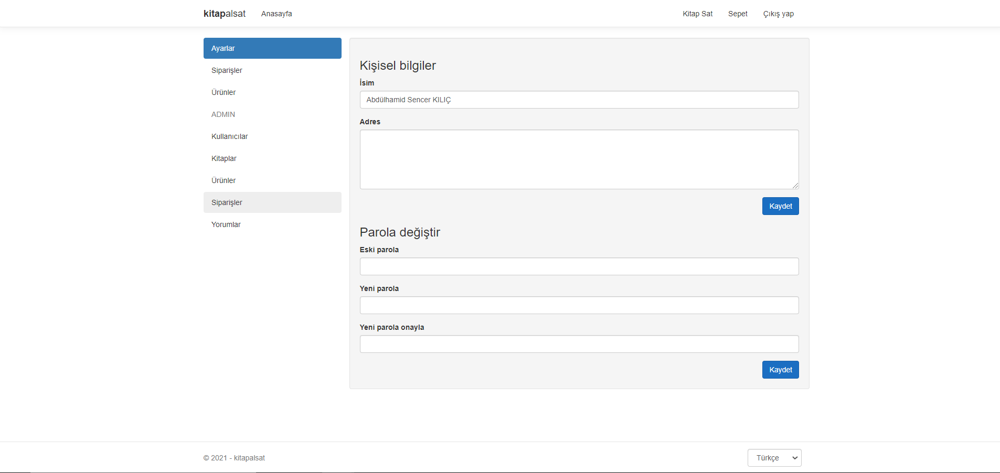 kitapalsat Anasayfa Kitap Sat Sepet Çıkış yap
Ayarlar
Siparişler
Ürünler
ADMIN
Kullanıcılar
Kitaplar
Ürünler
Siparişler
Yorumlar
Kişisel bilgiler
İsim
Abdülhamid Sencer KILIÇ
Adres
Kaydet
Parola değiştir
Eski parola
Yeni parola
Yeni parola onayla
Kaydet
© 2021 - kitapalsat Türkçe